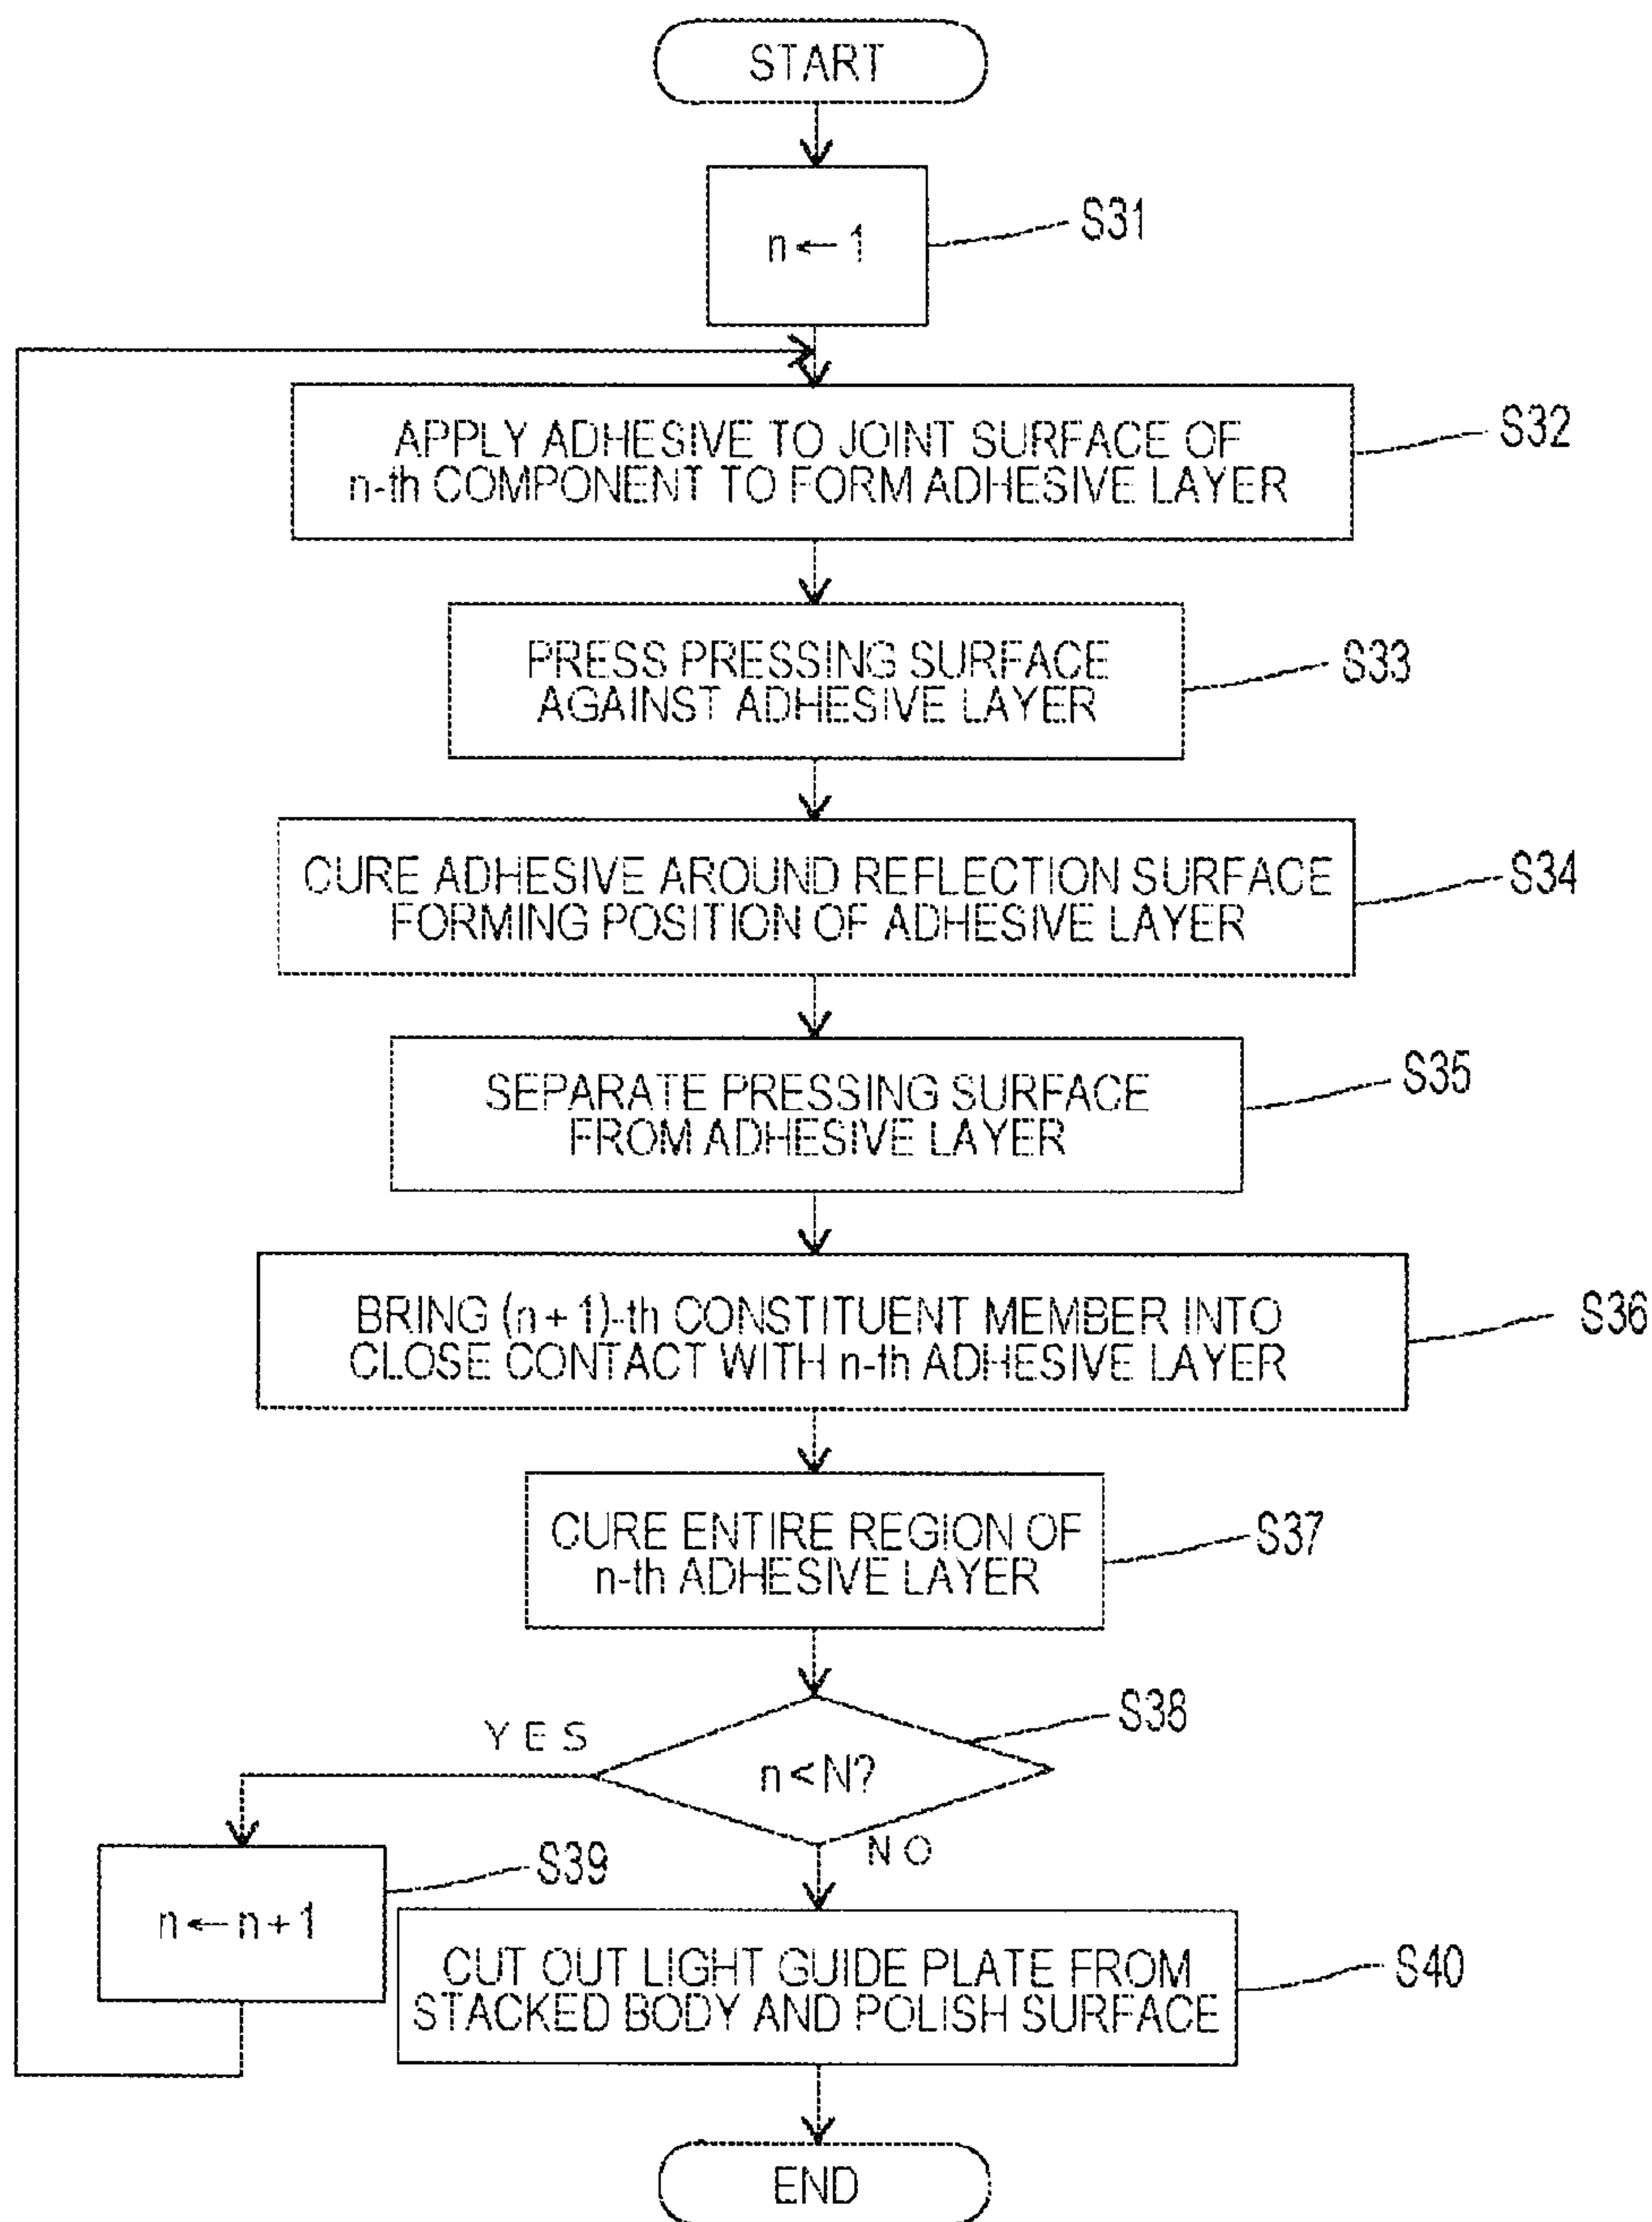 START
n ← 1
S31
APPLY ADHESIVE TO JOINT SURFACE OF
n-th COMPONENT TO FORM ADHESIVE LAYER
S32
PRESS PRESSING SURFACE
AGAINST ADHESIVE LAYER
S33
CURE ADHESIVE AROUND REFLECTION SURFACE
FORMING POSITION OF ADHESIVE LAYER
S34
SEPARATE PRESSING SURFACE
FROM ADHESIVE LAYER
S35
BRING (n + 1)-th CONSTITUENT MEMBER INTO
CLOSE CONTACT WITH n-th ADHESIVE LAYER
S36
CURE ENTIRE REGION OF
n-th ADHESIVE LAYER
S37
n < N?
S38
YES
NO
n ← n + 1
S39
CUT OUT LIGHT GUIDE PLATE FROM
STACKED BODY AND POLISH SURFACE
S40
END